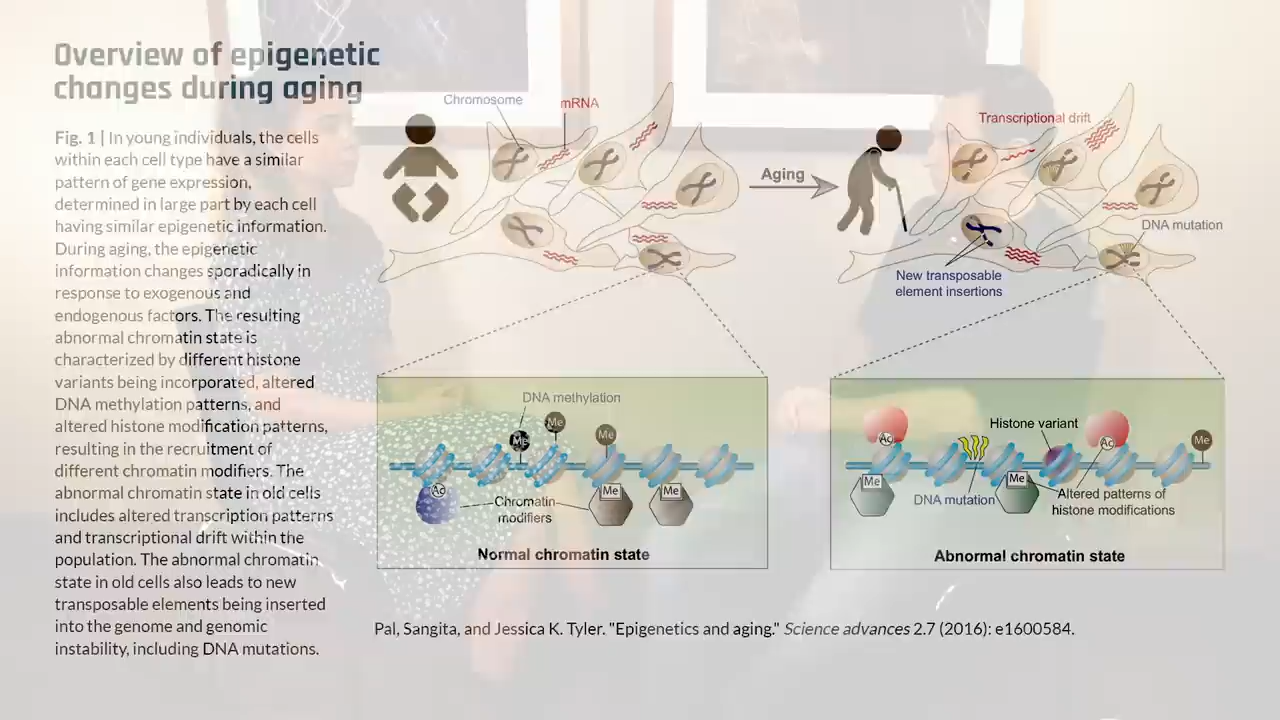 Overview of epigenetic
changes during aging
Fig. 1 | In young individuals, the cells
within each cell type have a similar
pattern of gene expression,
determined in large part by each cell
having similar epigenetic information.
During aging, the epigenetic
information changes sporadically in
response to exogenous and
endogenous factors. The resulting
abnormal chromatin state is
characterized by different histone
variants being incorporated, altered
DNA methylation patterns, and
altered histone modification patterns,
resulting in the recruitment of
different chromatin modifiers. The
abnormal chromatin state in old cells
includes altered transcription patterns
and transcriptional drift within the
population. The abnormal chromatin
state in old cells also leads to new
transposable elements being inserted
into the genome and genomic
instability, including DNA mutations.
Chromosome
mRNA
Aging
Transcriptional drift
DNA mutation
New transposable
element insertions
DNA methylation
Me
Me
Me
Ac
Me
Me
Chromatin
modifiers
Normal chromatin state
Histone variant
Ac
Ac
Me
Me
Me
DNA mutation
Altered patterns of
histone modifications
Abnormal chromatin state
Pal, Sangita, and Jessica K. Tyler. "Epigenetics and aging." Science advances 2.7 (2016): e1600584.